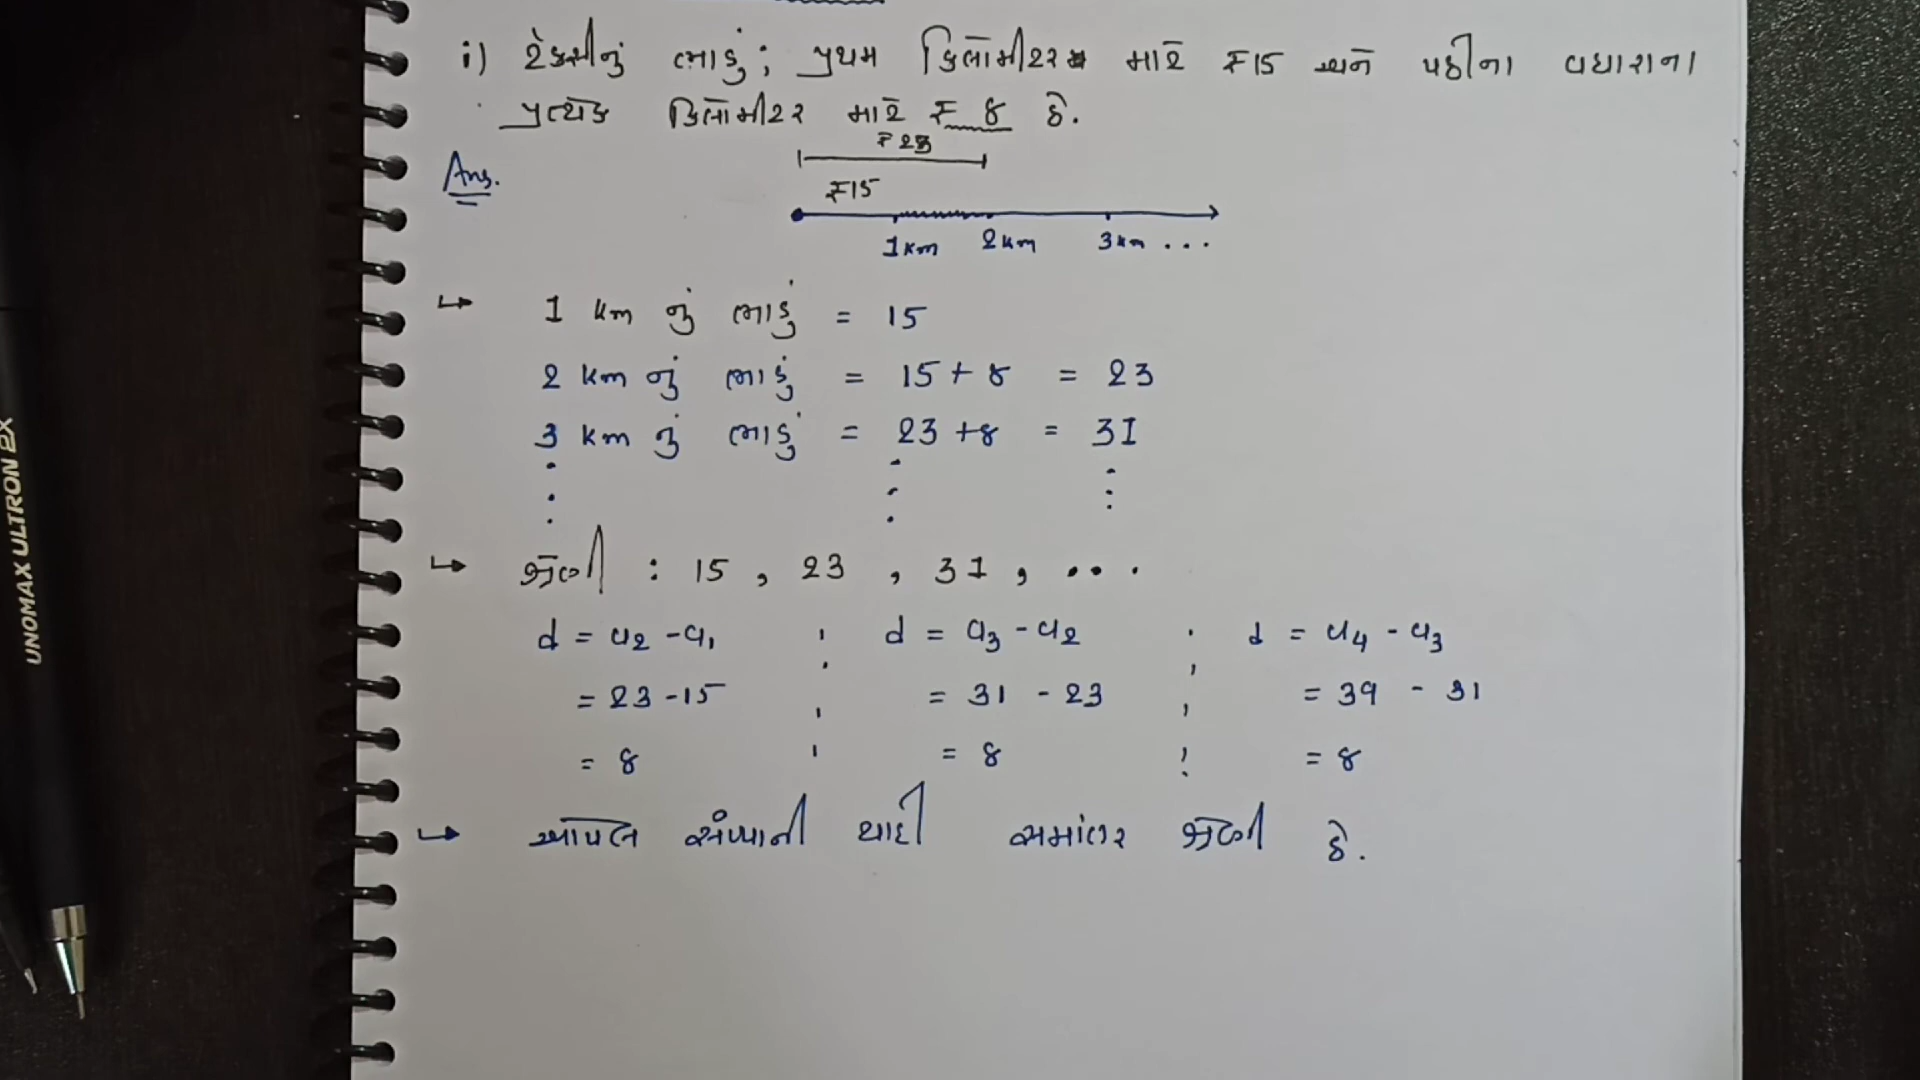 i) ટેક્સીનું ભાડું; પ્રથમ કિલોમીટર માટે ₹15 અને પછીના વધારાના
પ્રત્યેક કિલોમીટર માટે ₹ 8 છે.
Ans.
₹ 23
₹15
1km 2km 3km ...
↳ 1 km નું ભાડું = 15
2 km નું ભાડું = 15 + 8 = 23
3 km નું ભાડું = 23 + 8 = 31
↳ શ્રેણી : 15 , 23 , 31 , ...
d = a₂ - a₁ d = a₃ - a₂ d = a₄ - a₃
= 23 - 15 = 31 - 23 = 39 - 31
= 8 = 8 = 8
↳ આપેલ સંખ્યાની યાદી સમાંતર શ્રેણી છે.
UNOMAX ULTRON 2X